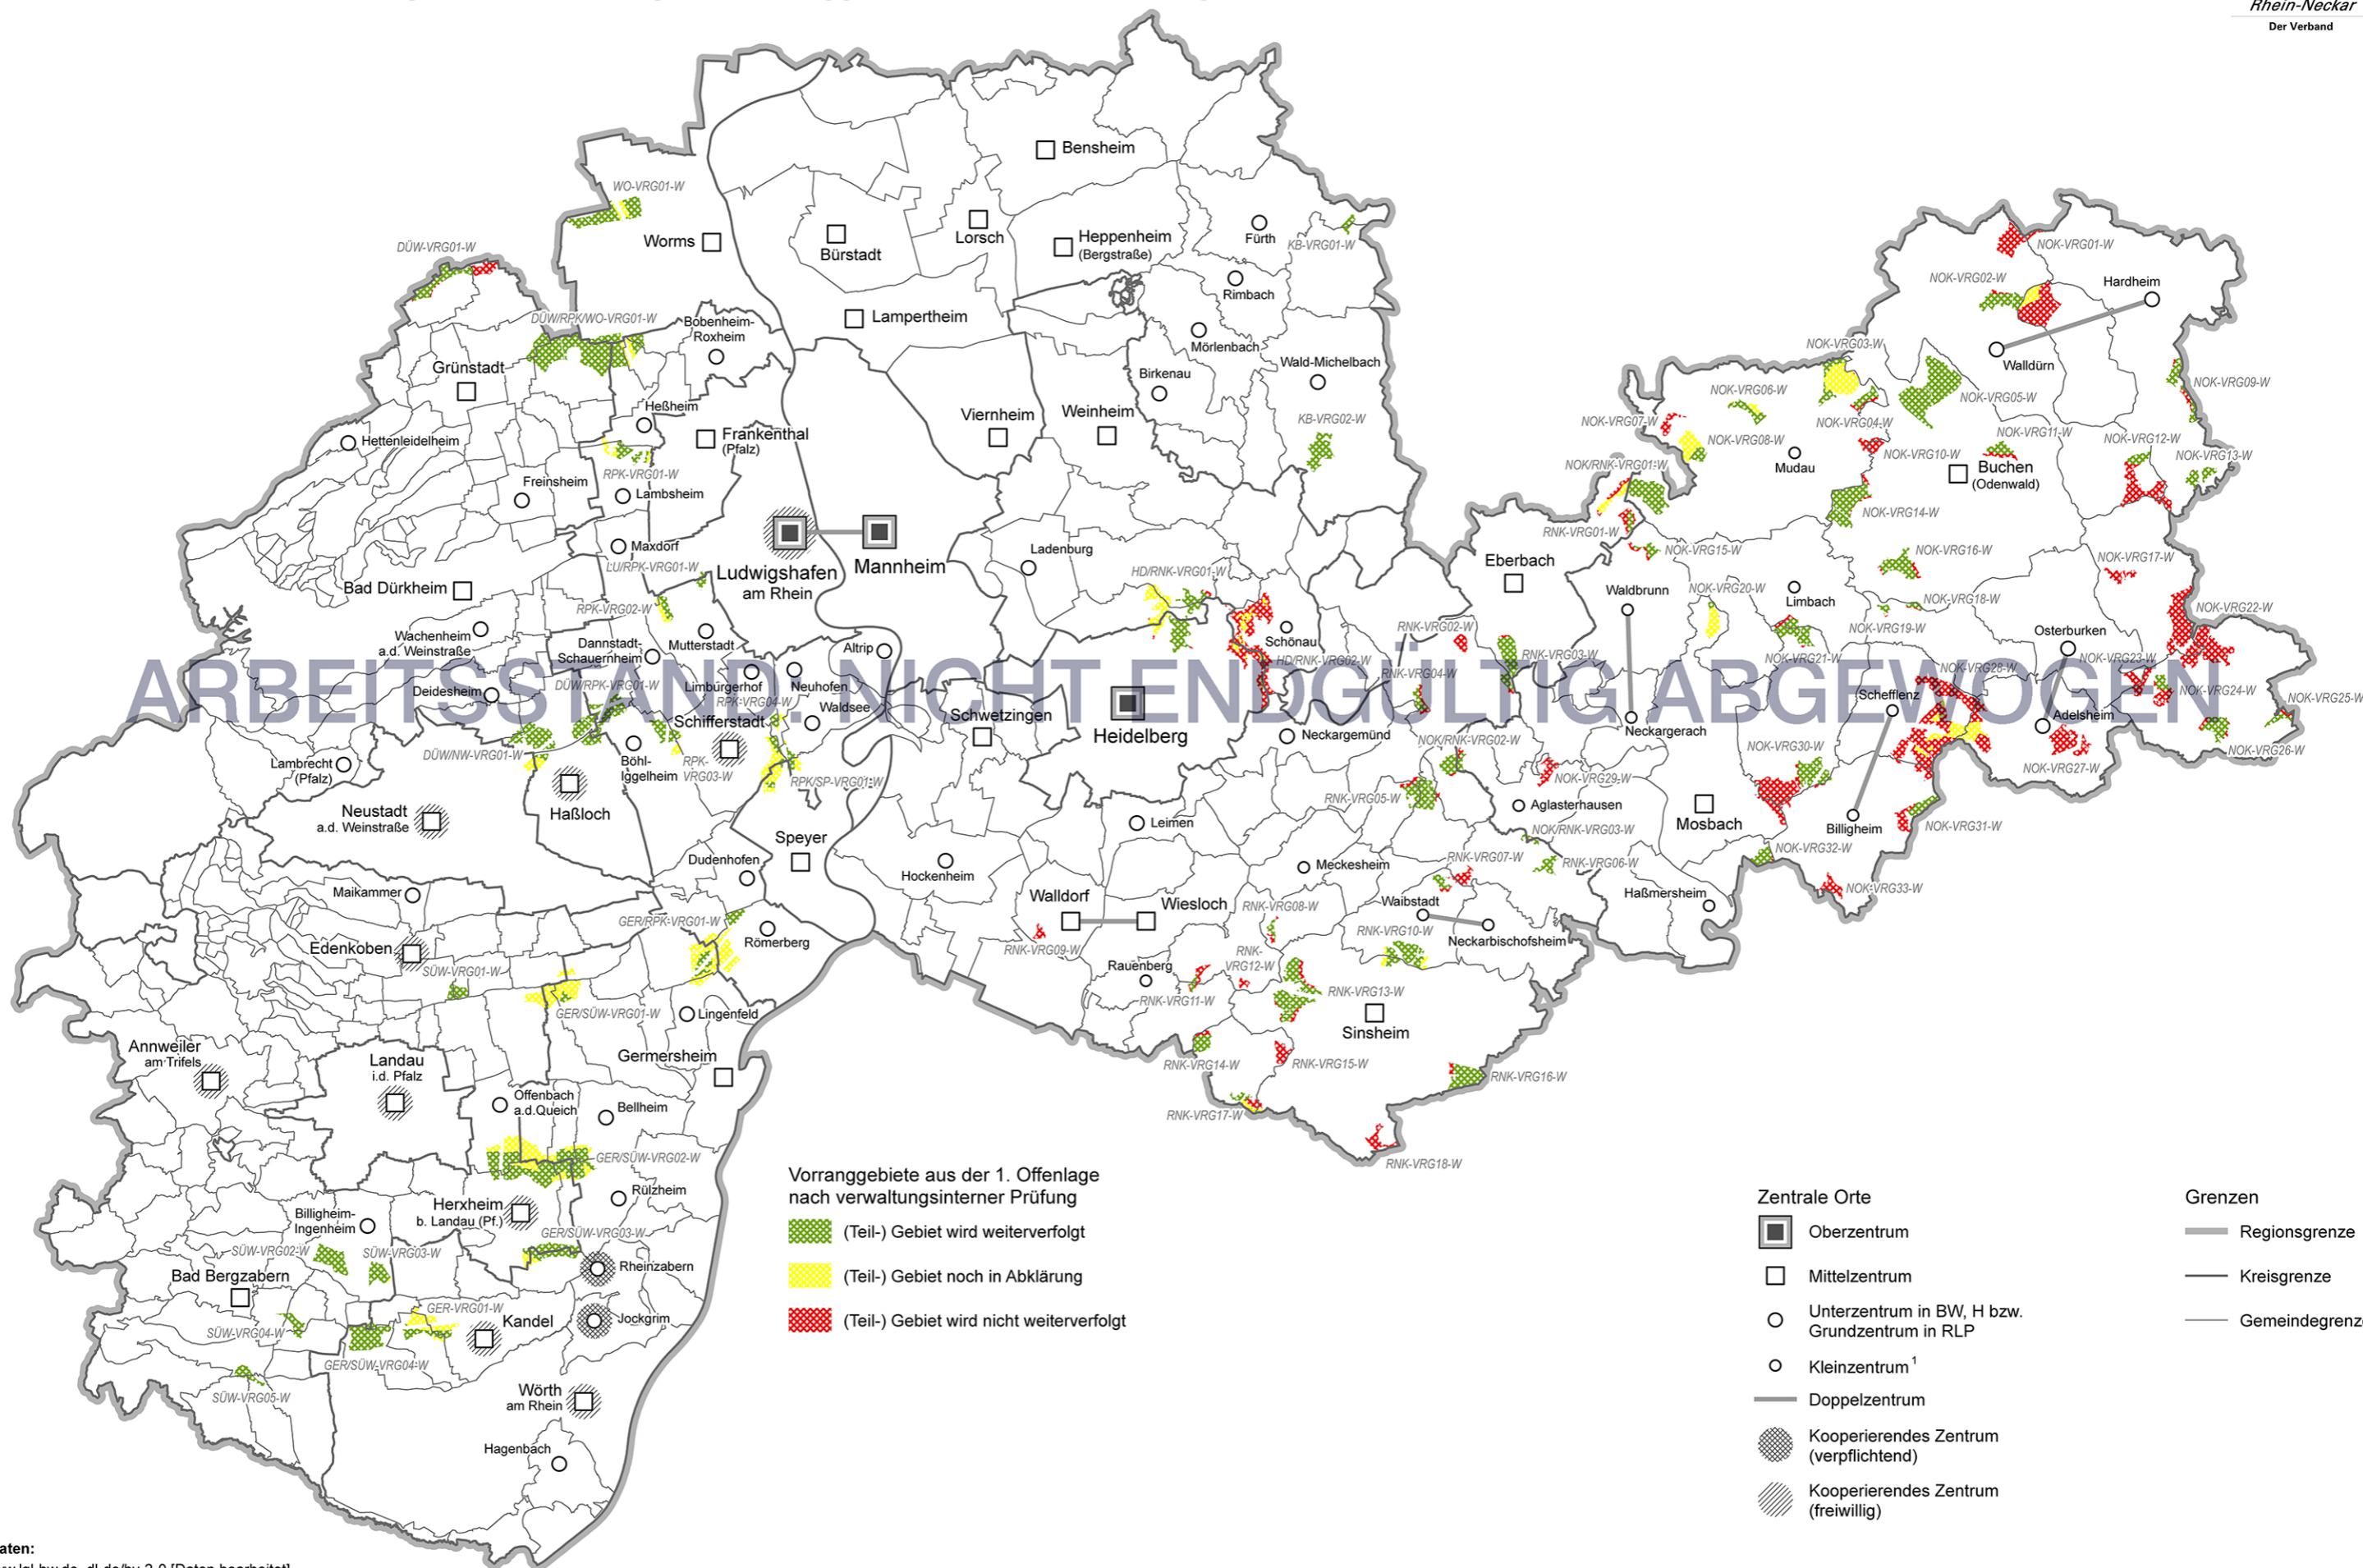 Rhein-Neckar
Der Verband
WO-VRG01-W
Worms
DÜW-VRG01-W
DÜW/RPK/WO-VRG01-W
Bobenheim-
Roxheim
Grünstadt
Heßheim
Hettenleidelheim
Frankenthal
(Pfalz)
RPK-VRG01-W
Freinsheim
Lambsheim
Maxdorf
LU/RPK-VRG01-W
Ludwigshafen
am Rhein
Mannheim
Bad Dürkheim
RPK-VRG02-W
Wachenheim
a.d. Weinstraße
Dannstadt-
Schauernheim
Mutterstadt
Altrip
Deidesheim
DÜW/RPK-VRG01-W
Limburgerhof
Neuhofen
RPK-VRG04-W
Waldsee
Schifferstadt
DÜW/NW-VRG01-W
Böhl-
Iggelheim
RPK-
VRG03-W
RPK/SP-VRG01-W
Lambrecht
(Pfalz)
Haßloch
Neustadt
a.d. Weinstraße
Speyer
Dudenhofen
Maikammer
GER/RPK-VRG01-W
Römerberg
Edenkoben
SÜW-VRG01-W
GER/SÜW-VRG01-W
Lingenfeld
Annweiler
am Trifels
Landau
i.d. Pfalz
Germersheim
Offenbach
a.d.Queich
Bellheim
GER/SÜW-VRG02-W
Rülzheim
Herxheim
b. Landau (Pf.)
Billigheim-
Ingenheim
GER/SÜW-VRG03-W
SÜW-VRG02-W
SÜW-VRG03-W
Rheinzabern
Bad Bergzabern
GER-VRG01-W
Kandel
Jockgrim
SÜW-VRG04-W
GER/SÜW-VRG04-W
SÜW-VRG05-W
Wörth
am Rhein
Hagenbach
Bensheim
Lorsch
Bürstadt
Heppenheim
(Bergstraße)
Fürth
KB-VRG01-W
Rimbach
Lampertheim
Mörlenbach
Wald-Michelbach
Birkenau
Viernheim
Weinheim
KB-VRG02-W
Ladenburg
HD/RNK-VRG01-W
Schönau
HD/RNK-VRG02-W
Schwetzingen
Heidelberg
Neckargemünd
Eberbach
RNK-VRG02-W
RNK-VRG03-W
RNK-VRG04-W
NOK/RNK-VRG02-W
RNK-VRG05-W
NOK-VRG29-W
Aglasterhausen
NOK/RNK-VRG03-W
Leimen
Hockenheim
Meckesheim
RNK-VRG07-W
RNK-VRG06-W
Walldorf
Wiesloch
RNK-VRG08-W
Waibstadt
Neckarbischofsheim
RNK-VRG09-W
RNK-VRG10-W
Rauenberg
RNK-
VRG12-W
RNK-VRG11-W
RNK-VRG13-W
Sinsheim
RNK-VRG14-W
RNK-VRG15-W
RNK-VRG16-W
RNK-VRG17-W
RNK-VRG18-W
Haßmersheim
NOK-VRG01-W
NOK-VRG02-W
Hardheim
NOK-VRG03-W
Walldürn
NOK-VRG09-W
NOK-VRG06-W
NOK-VRG05-W
NOK-VRG07-W
NOK-VRG04-W
NOK-VRG08-W
NOK-VRG11-W
NOK-VRG12-W
NOK-VRG10-W
NOK-VRG13-W
Mudau
Buchen
(Odenwald)
NOK/RNK-VRG01-W
NOK-VRG14-W
RNK-VRG01-W
NOK-VRG15-W
NOK-VRG16-W
NOK-VRG17-W
Waldbrunn
NOK-VRG20-W
Limbach
NOK-VRG18-W
NOK-VRG22-W
NOK-VRG19-W
Osterburken
NOK-VRG21-W
NOK-VRG28-W
NOK-VRG23-W
Schefflenz
NOK-VRG24-W
NOK-VRG25-W
Adelsheim
Neckargerach
NOK-VRG30-W
NOK-VRG26-W
NOK-VRG27-W
Mosbach
Billigheim
NOK-VRG31-W
NOK-VRG32-W
NOK-VRG33-W
ARBEITSSTAND: NICHT ENDGÜLTIG ABGEWOGEN
Vorranggebiete aus der 1. Offenlage
nach verwaltungsinterner Prüfung
(Teil-) Gebiet wird weiterverfolgt
(Teil-) Gebiet noch in Abklärung
(Teil-) Gebiet wird nicht weiterverfolgt
Zentrale Orte
Oberzentrum
Mittelzentrum
Unterzentrum in BW, H bzw.
Grundzentrum in RLP
Kleinzentrum 1
Doppelzentrum
Kooperierendes Zentrum
(verpflichtend)
Kooperierendes Zentrum
(freiwillig)
Grenzen
Regionsgrenze
Kreisgrenze
Gemeindegrenz
aten: